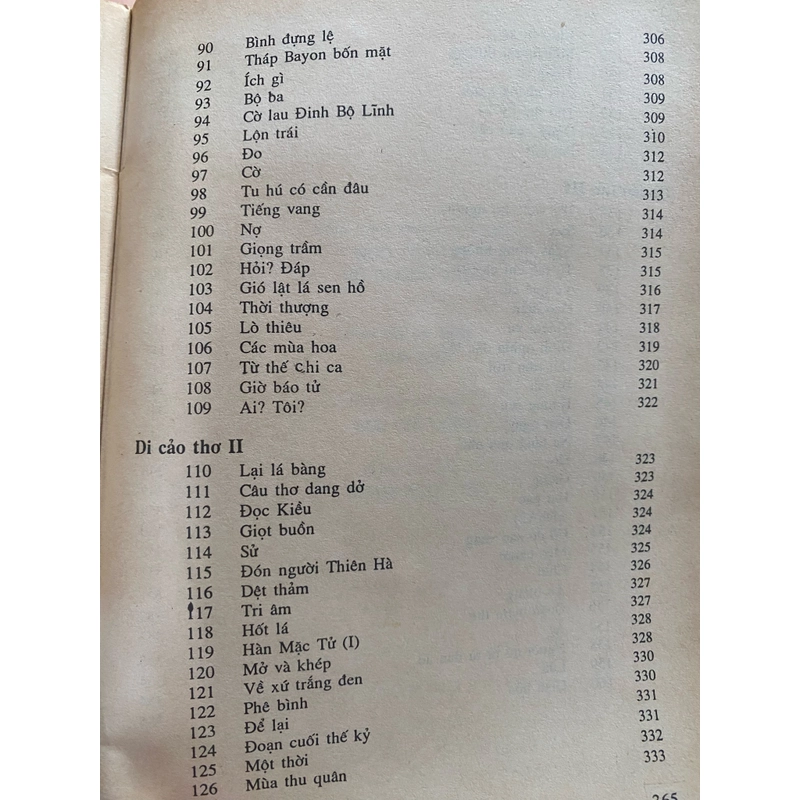 90 Bình đựng lệ 306
91 Tháp Bayon bốn mặt 308
92 Ích gì 308
93 Bộ ba 309
94 Cờ lau Đinh Bộ Lĩnh 309
95 Lộn trái 310
96 Đo 312
97 Cờ 312
98 Tu hú có cần đâu 313
99 Tiếng vang 314
100 Nợ 314
101 Giọng trầm 315
102 Hỏi? Đáp 315
103 Gió lật lá sen hồ 316
104 Thời thượng 317
105 Lò thiêu 318
106 Các mùa hoa 319
107 Từ thế chi ca 320
108 Giờ báo tử 321
109 Ai? Tôi? 322
Di cảo thơ II
110 Lại lá bàng 323
111 Câu thơ dang dở 323
112 Đọc Kiều 324
113 Giọt buồn 324
114 Sử 324
115 Đón người Thiên Hà 325
116 Dệt thảm 326
117 Tri âm 327
118 Hốt lá 327
119 Hàn Mặc Tử (I) 328
120 Mở và khép 328
121 Về xứ trắng đen 330
122 Phê bình 330
123 Để lại 331
124 Đoạn cuối thế kỷ 331
125 Một thời 332
126 Mùa thu quân 333